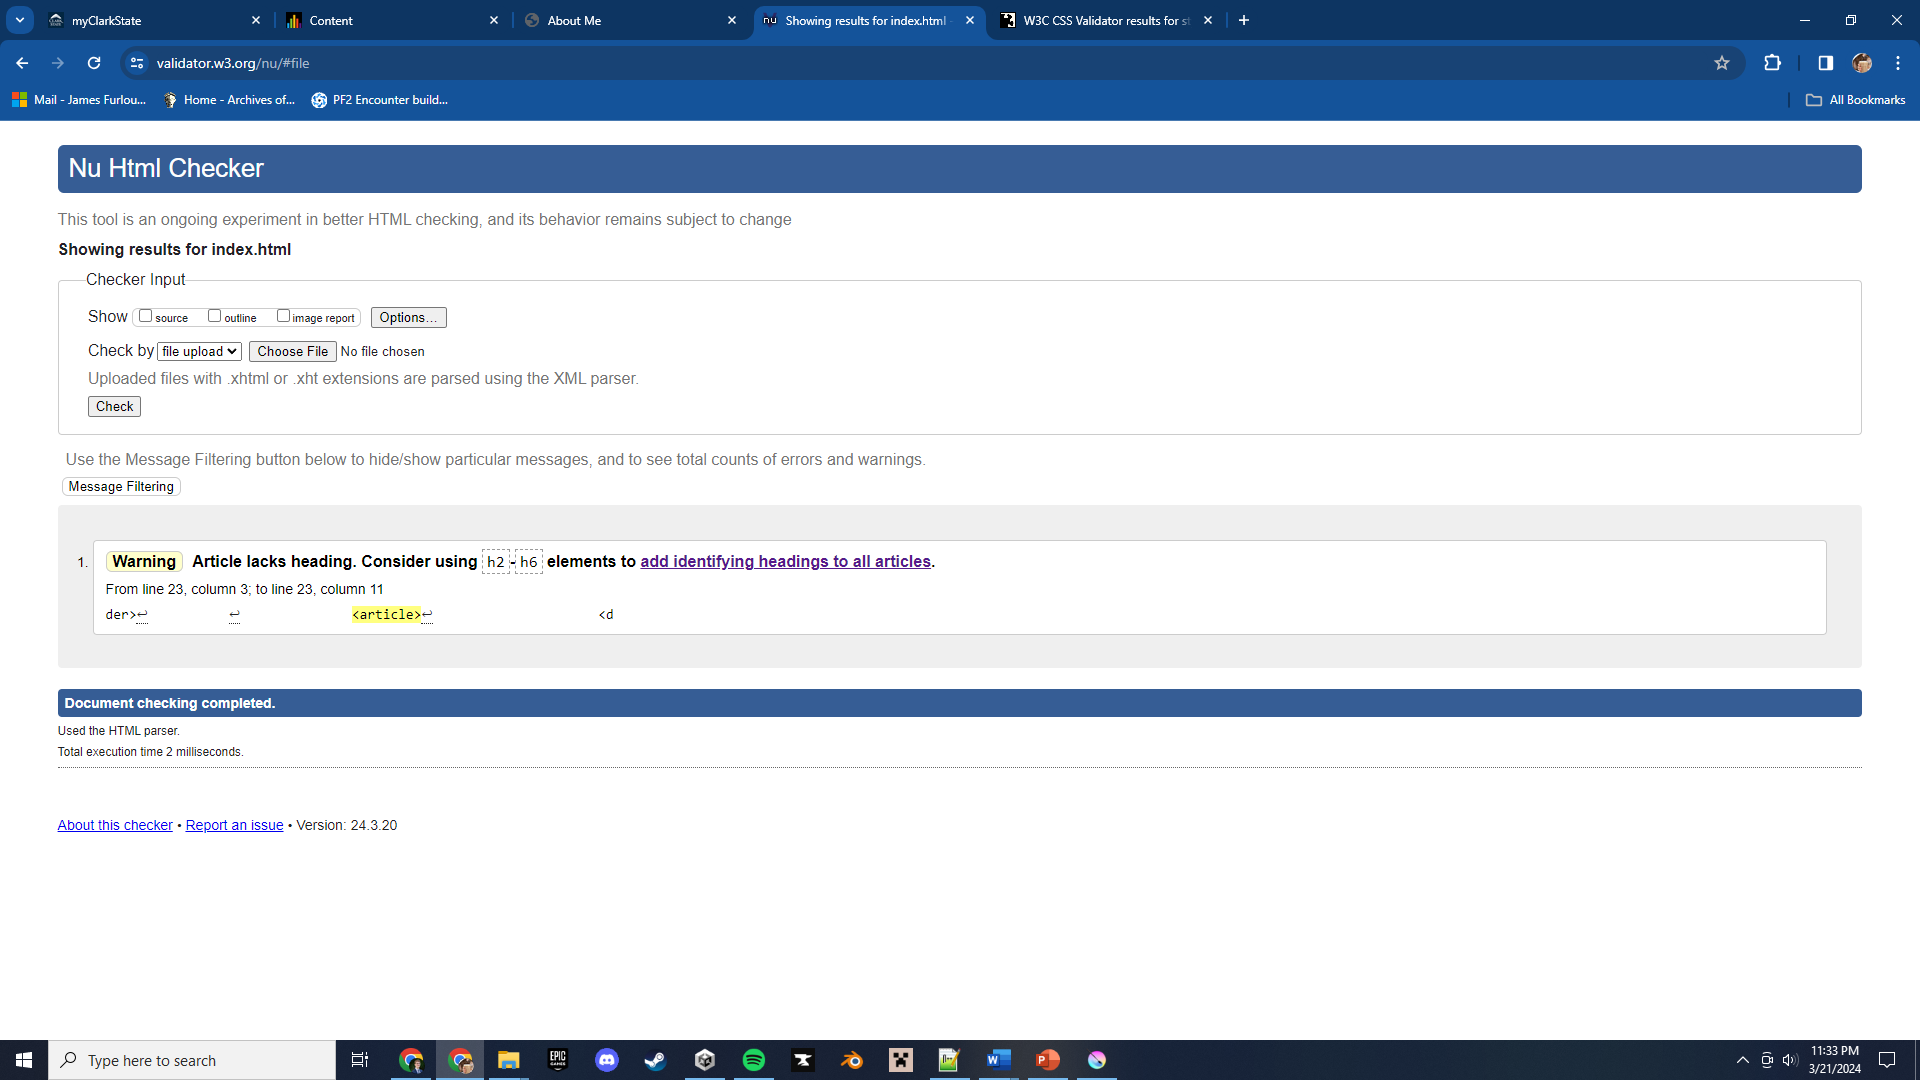 myClarkState
Content
About Me
Showing results for index.html -
W3C CSS Validator results for st
validator.w3.org/nu/#file
Mail - James Furlou...
Home - Archives of...
PF2 Encounter build...
All Bookmarks
Nu Html Checker
This tool is an ongoing experiment in better HTML checking, and its behavior remains subject to change
Showing results for index.html
Checker Input
Show source outline image report Options...
Check by file upload Choose File No file chosen
Uploaded files with .xhtml or .xht extensions are parsed using the XML parser.
Check
Use the Message Filtering button below to hide/show particular messages, and to see total counts of errors and warnings.
Message Filtering
1. Warning Article lacks heading. Consider using h2-h6 elements to add identifying headings to all articles.
From line 23, column 3; to line 23, column 11
der>↩ ↩ <article>↩ <d
Document checking completed.
Used the HTML parser.
Total execution time 2 milliseconds.
About this checker • Report an issue • Version: 24.3.20
Type here to search
EPIC GAMES
11:33 PM
3/21/2024